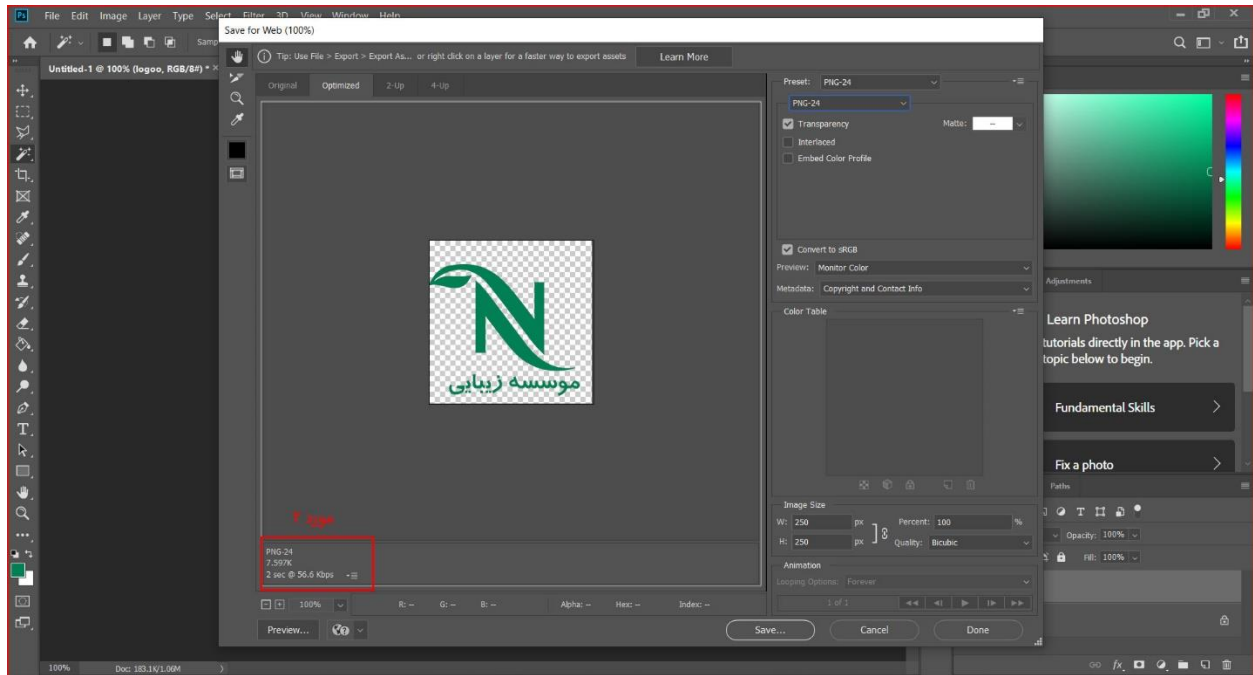 File Edit Image Layer Type Select Filter 3D View Window Help
Save for Web (100%)
Tip: Use File > Export > Export As... or right click on a layer for a faster way to export assets
Learn More
Untitled-1 @ 100% (logoo, RGB/8#) *
Original Optimized 2-Up 4-Up
Preset: PNG-24
PNG-24
Transparency Matte: --
Interlaced
Embed Color Profile
Convert to sRGB
Preview: Monitor Color
Metadata: Copyright and Contact Info
Color Table
N
موسسه زیبایی
Image Size
W: 250 px Percent: 100 %
H: 250 px Quality: Bicubic
PNG-24
7.597K
2 sec @ 56.6 Kbps
Animation
Looping Options: Forever
1 of 1
100% R: -- G: -- B: -- Alpha: -- Hex: -- Index: --
Preview... Save... Cancel Done
Adjustments
Learn Photoshop
tutorials directly in the app. Pick a
topic below to begin.
Fundamental Skills
Fix a photo
Paths
Opacity: 100%
Fill: 100%
100% Doc: 183.1K/1.06M